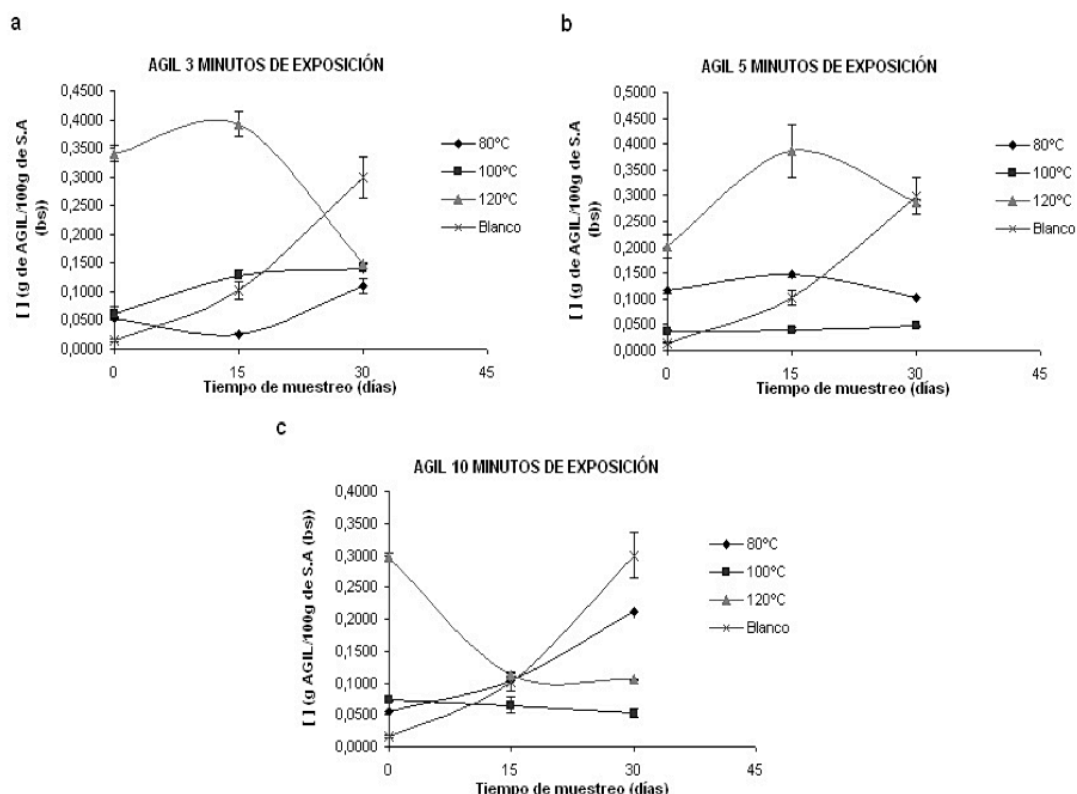 a
AGIL 3 MINUTOS DE EXPOSICIÓN
[ ] (g de AGIL/100g de S.A
(bs))
0,4500
0,4000
0,3500
0,3000
0,2500
0,2000
0,1500
0,1000
0,0500
0,0000
0 15 30 45
Tiempo de muestreo (días)
80ºC
100ºC
120ºC
Blanco
b
AGIL 5 MINUTOS DE EXPOSICIÓN
[ ] (g de AGIL/100g de S.A
(bs))
0,5000
0,4500
0,4000
0,3500
0,3000
0,2500
0,2000
0,1500
0,1000
0,0500
0,0000
0 15 30 45
Tiempo de muestreo (días)
80ºC
100ºC
120ºC
Blanco
c
AGIL 10 MINUTOS DE EXPOSICIÓN
[ ] (g AGIL/100g de S.A (bs))
0,4000
0,3500
0,3000
0,2500
0,2000
0,1500
0,1000
0,0500
0,0000
0 15 30 45
Tiempo de muestreo (días)
80ºC
100ºC
120ºC
Blanco